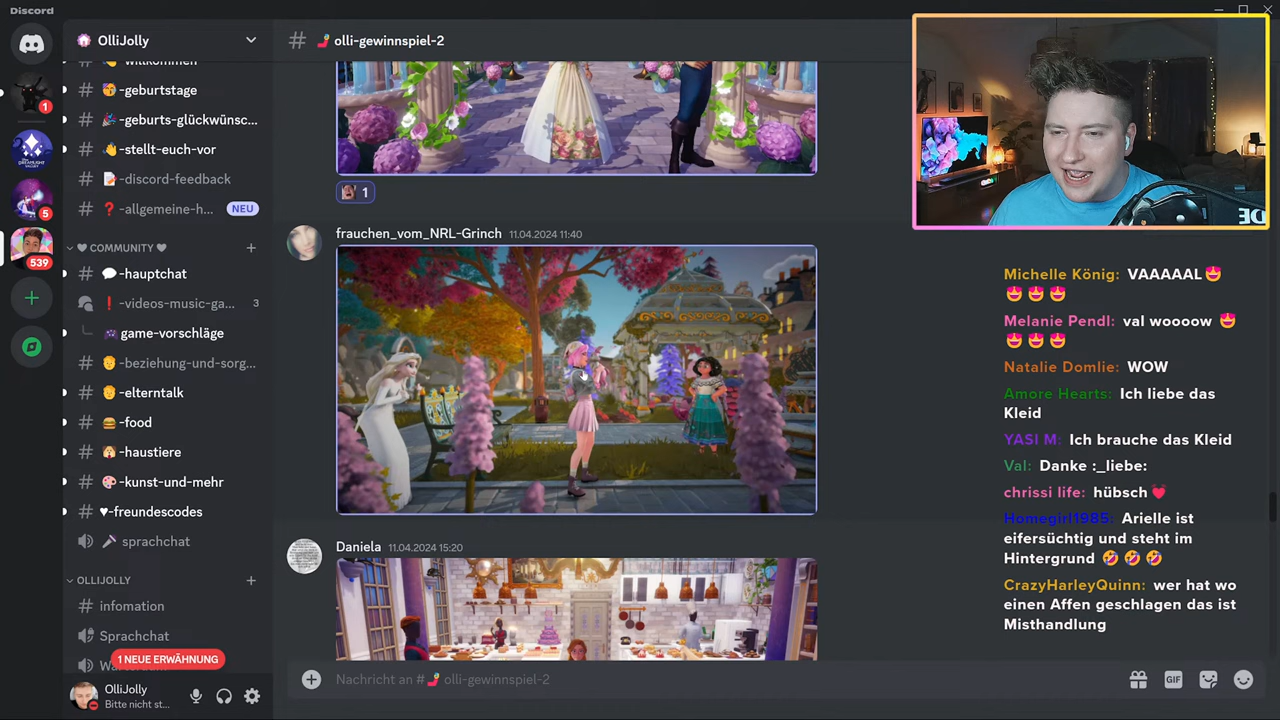 Discord
OlliJolly
olli-gewinnspiel-2
-geburtstage
-geburts-glückwünsc...
-stellt-euch-vor
-discord-feedback
-allgemeine-h...
NEU
COMMUNITY
-hauptchat
-videos-music-ga...
3
game-vorschläge
-beziehung-und-sorg...
-elterntalk
-food
-haustiere
-kunst-und-mehr
-freundescodes
sprachchat
OLLIJOLLY
infomation
Sprachchat
1 NEUE ERWÄHNUNG
OlliJolly
Bitte nicht st...
1
5
539
1
frauchen_vom_NRL-Grinch 11.04.2024 11:40
Daniela 11.04.2024 15:20
Nachricht an # olli-gewinnspiel-2
GIF
Michelle König: VAAAAAL
Melanie Pendl: val woooow
Natalie Domlie: WOW
Amore Hearts: Ich liebe das
Kleid
YASI M: Ich brauche das Kleid
Val: Danke :_liebe:
chrissi life: hübsch
Homegirl1985: Arielle ist
eifersüchtig und steht im
Hintergrund
CrazyHarleyQuinn: wer hat wo
einen Affen geschlagen das ist
Misthandlung